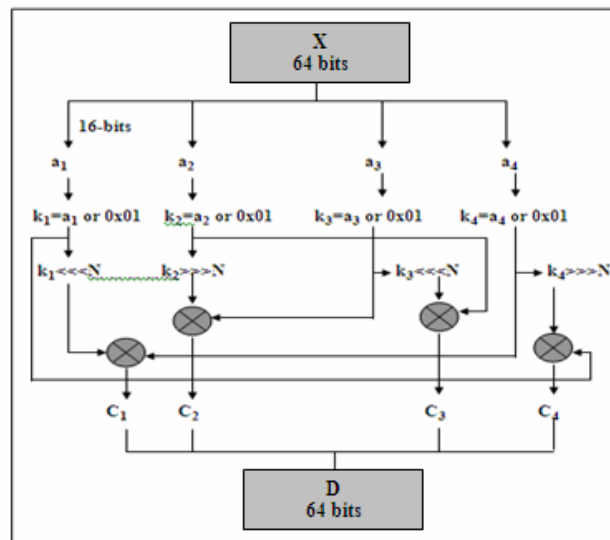 X
64 bits
16-bits
a₁ a₂ a₃ a₄
k₁=a₁ or 0x01 k₂=a₂ or 0x01 k₃=a₃ or 0x01 k₄=a₄ or 0x01
k₁<<<N k₂>>>N k₃<<<N k₄>>>N
C₁ C₂ C₃ C₄
D
64 bits